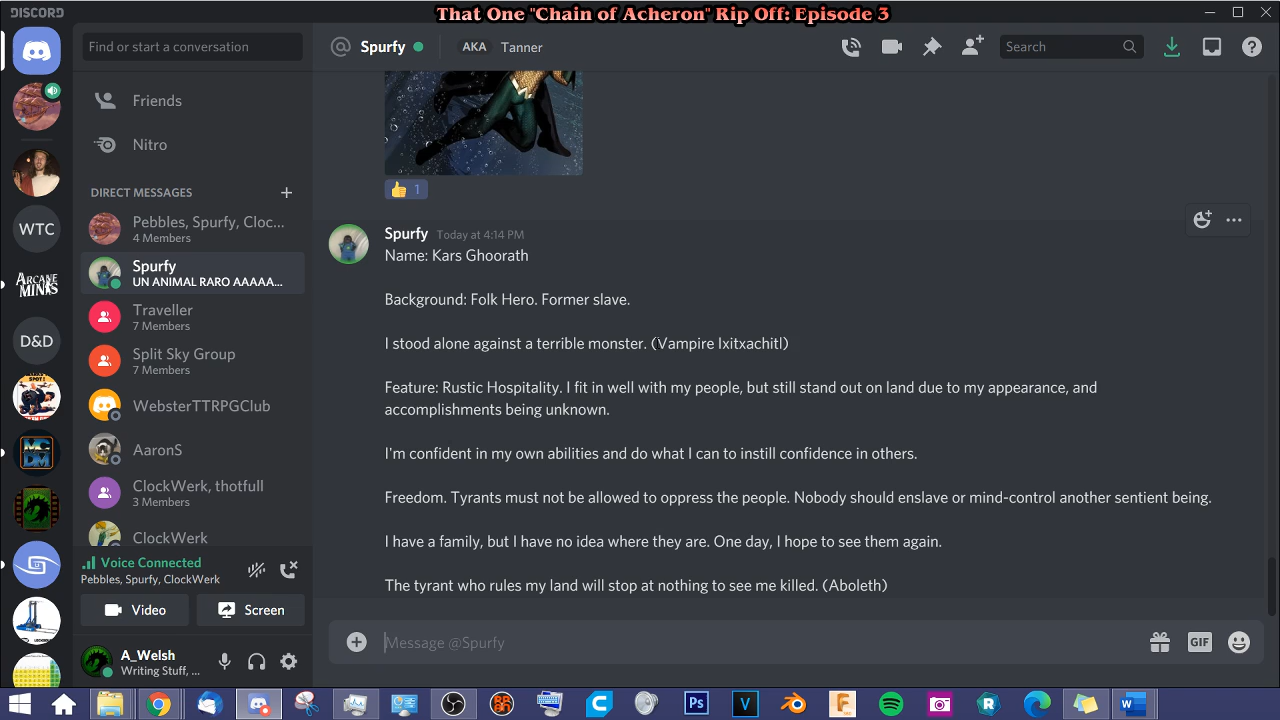 DISCORD
That One "Chain of Acheron" Rip Off: Episode 3
Find or start a conversation
Spurfy
AKA Tanner
Search
Friends
Nitro
DIRECT MESSAGES
Pebbles, Spurfy, Cloc...
4 Members
Spurfy
UN ANIMAL RARO AAAAA...
Traveller
7 Members
Split Sky Group
7 Members
WebsterTTRPGClub
AaronS
ClockWerk, thotfull
3 Members
ClockWerk
WTC
ARCANE
MINIS
D&D
SPOT!
MCDM
Voice Connected
Pebbles, Spurfy, ClockWerk
Video
Screen
A_Welsh
Writing Stuff, ...
1
Spurfy Today at 4:14 PM
Name: Kars Ghoorath
Background: Folk Hero. Former slave.
I stood alone against a terrible monster. (Vampire Ixitxachitl)
Feature: Rustic Hospitality. I fit in well with my people, but still stand out on land due to my appearance, and
accomplishments being unknown.
I'm confident in my own abilities and do what I can to instill confidence in others.
Freedom. Tyrants must not be allowed to oppress the people. Nobody should enslave or mind-control another sentient being.
I have a family, but I have no idea where they are. One day, I hope to see them again.
The tyrant who rules my land will stop at nothing to see me killed. (Aboleth)
Message @Spurfy
GIF
Ps
V
F
W